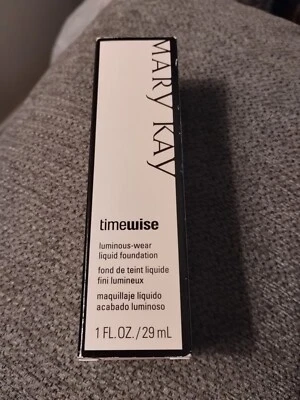 MARY KAY
timewise
luminous-wear
liquid foundation
fond de teint liquide
fini lumineux
maquillaje líquido
acabado luminoso
1 FL.OZ./29 mL